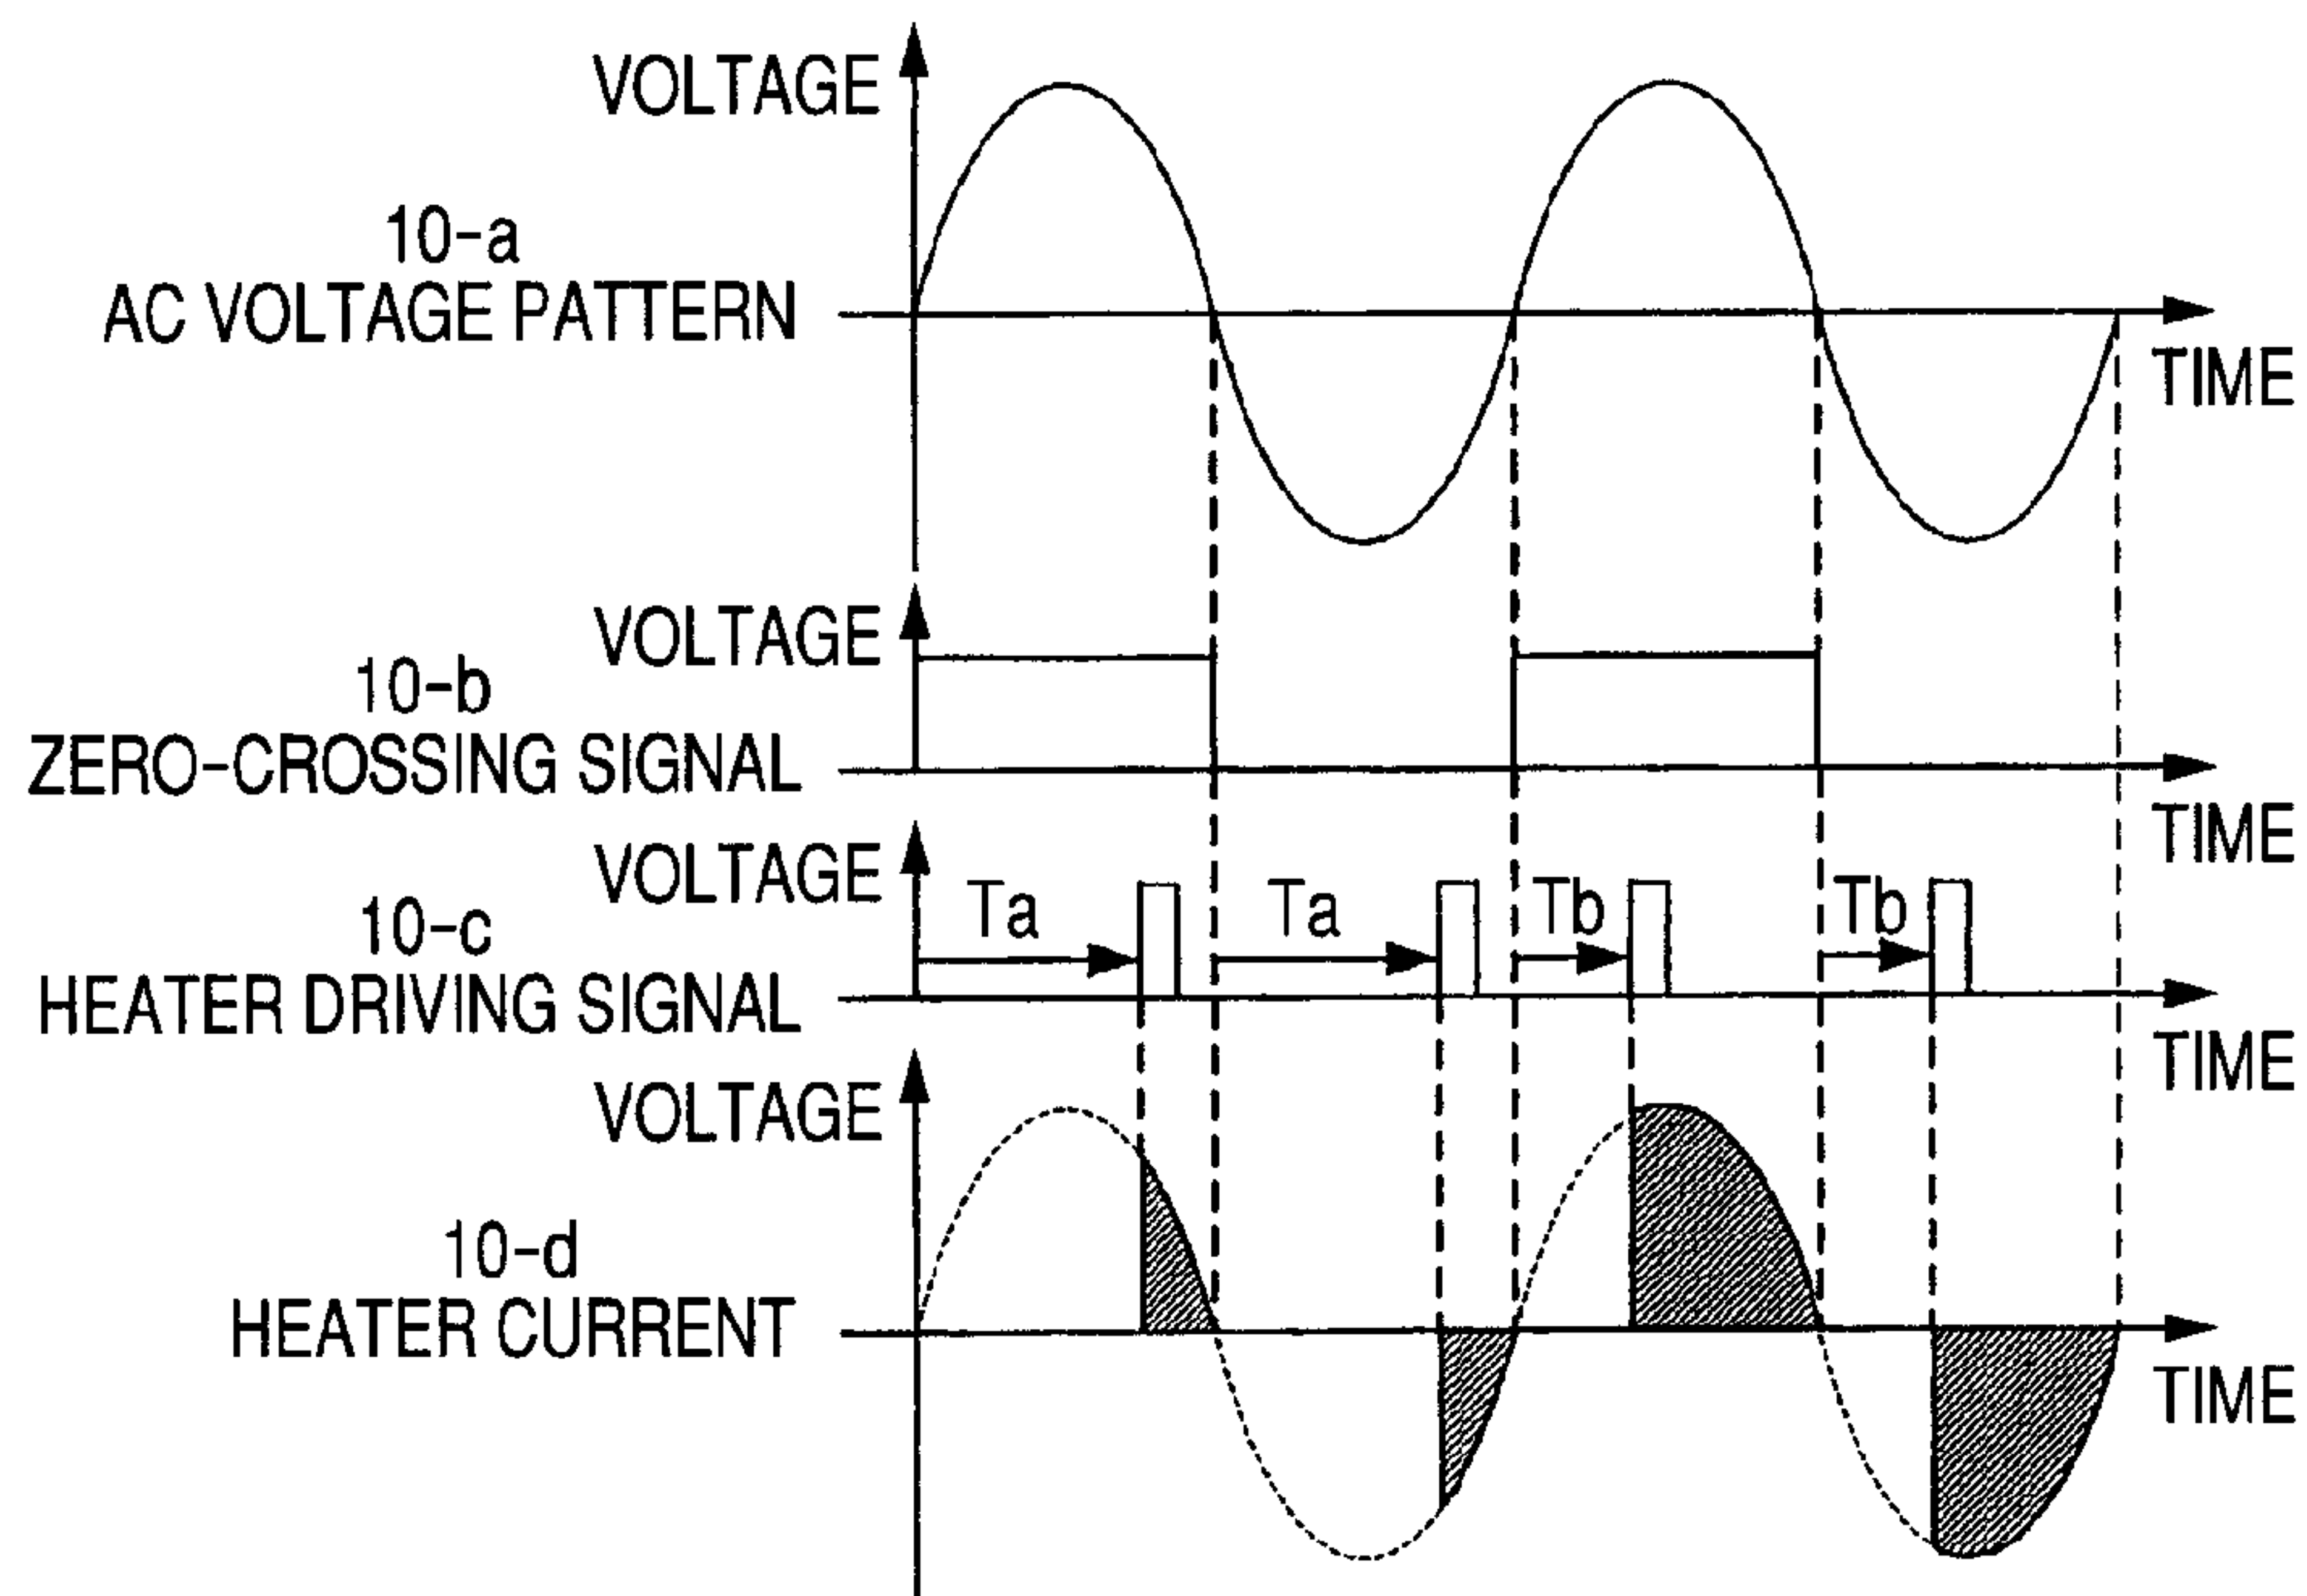 VOLTAGE
10-a
AC VOLTAGE PATTERN
TIME
VOLTAGE
10-b
ZERO-CROSSING SIGNAL
TIME
VOLTAGE
Ta
Ta
Tb
Tb
10-c
HEATER DRIVING SIGNAL
TIME
VOLTAGE
10-d
HEATER CURRENT
TIME